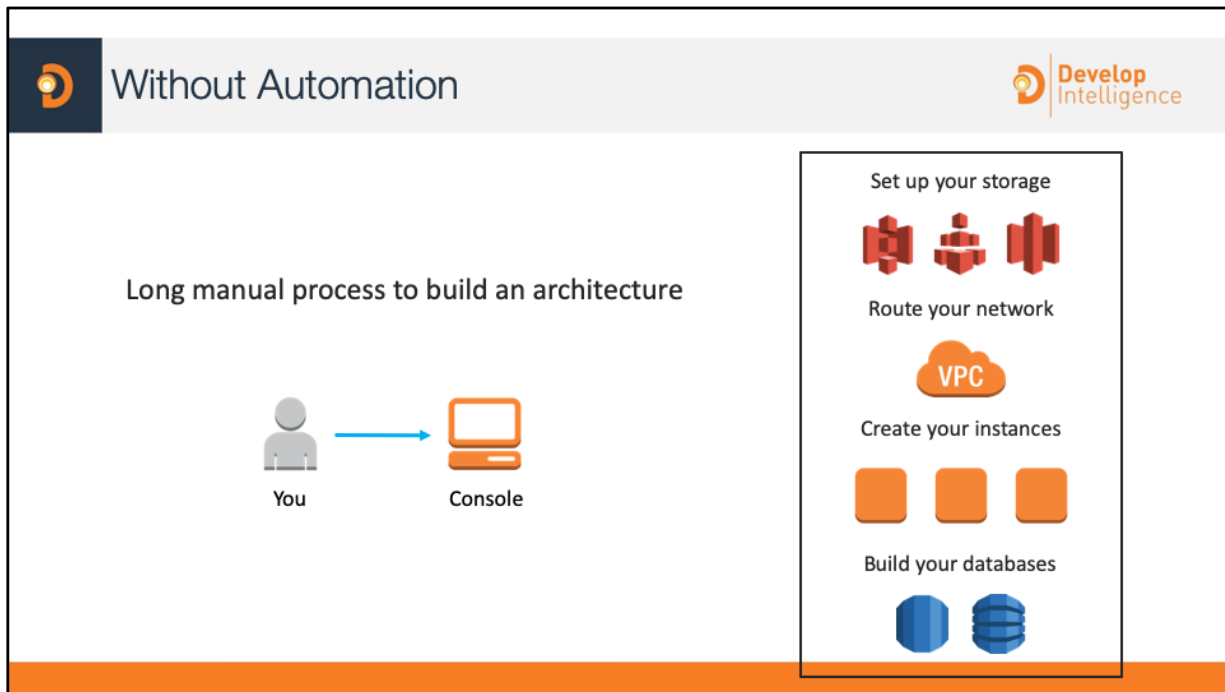 Without Automation
Develop
Intelligence
Long manual process to build an architecture
You
Console
Set up your storage
Route your network
VPC
Create your instances
Build your databases